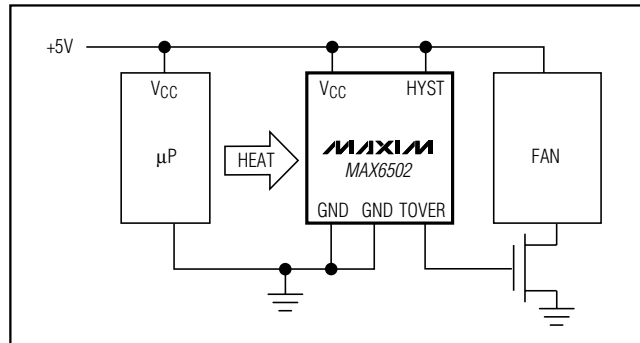 +5V
VCC
VCC HYST
μP
HEAT
MAXIM
MAX6502
FAN
GND GND TOVER